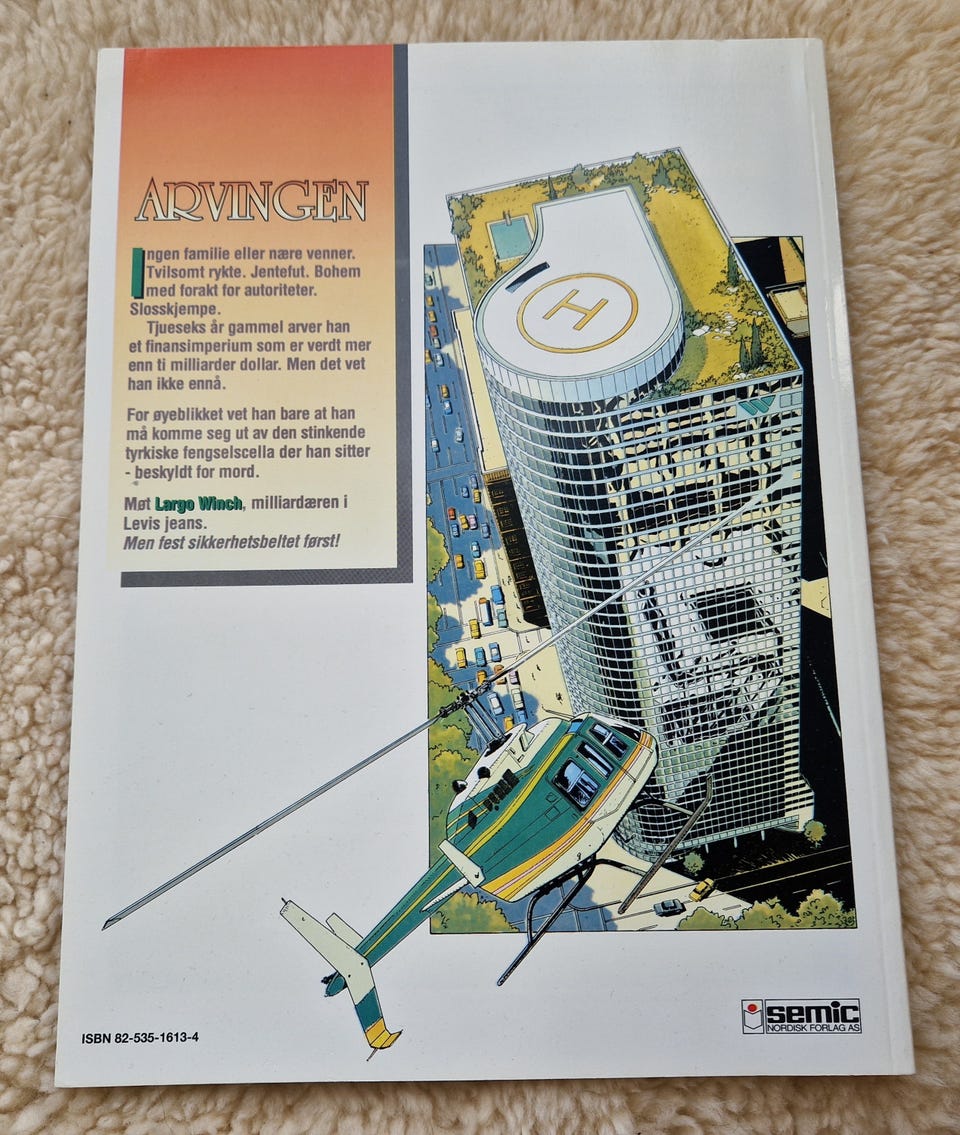 ARVINGEN
Ingen familie eller nære venner.
Tvilsomt rykte. Jentefut. Bohem
med forakt for autoriteter.
Slosskjempe.
Tjueseks år gammel arver han
et finansimperium som er verdt mer
enn ti milliarder dollar. Men det vet
han ikke ennå.
For øyeblikket vet han bare at han
må komme seg ut av den stinkende
tyrkiske fengselscella der han sitter
- beskyldt for mord.
Møt Largo Winch, milliardæren i
Levis jeans.
Men fest sikkerhetsbeltet først!
H
W
ISBN 82-535-1613-4
semic
NORDISK FORLAG AS